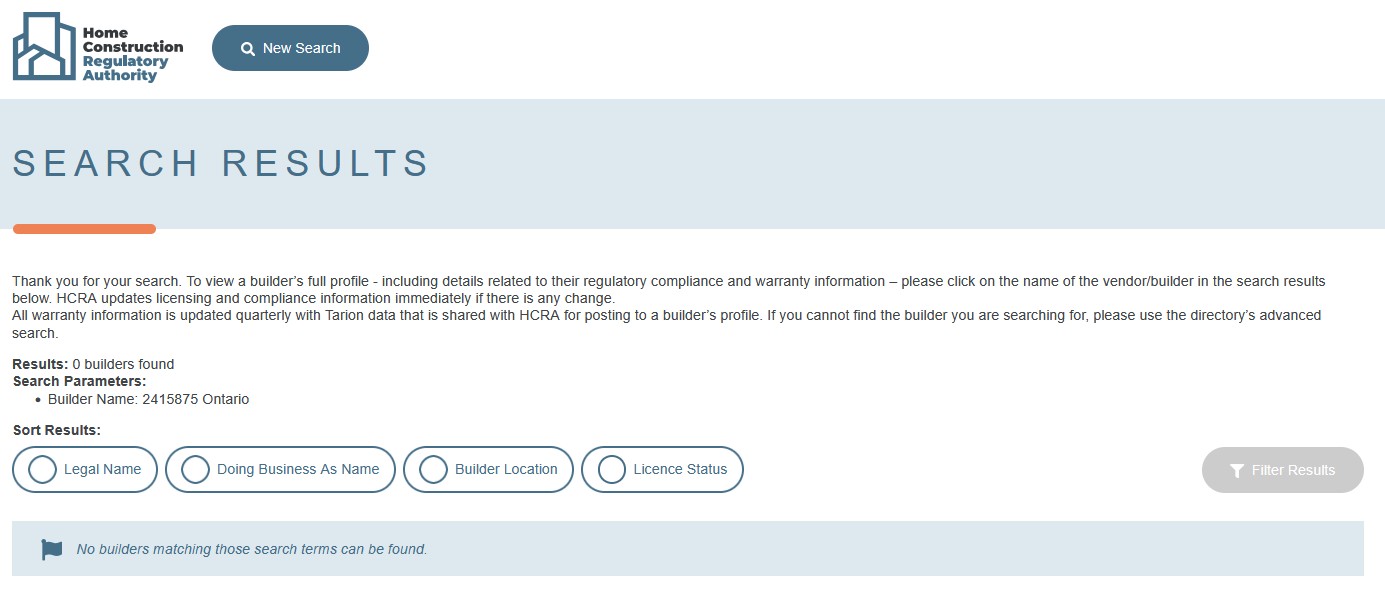 Home
Construction
Regulatory
Authority
New Search
SEARCH RESULTS
Thank you for your search. To view a builder’s full profile - including details related to their regulatory compliance and warranty information – please click on the name of the vendor/builder in the search results
below. HCRA updates licensing and compliance information immediately if there is any change.
All warranty information is updated quarterly with Tarion data that is shared with HCRA for posting to a builder’s profile. If you cannot find the builder you are searching for, please use the directory’s advanced
search.
Results: 0 builders found
Search Parameters:
• Builder Name: 2415875 Ontario
Sort Results:
Legal Name Doing Business As Name Builder Location Licence Status Filter Results
No builders matching those search terms can be found.